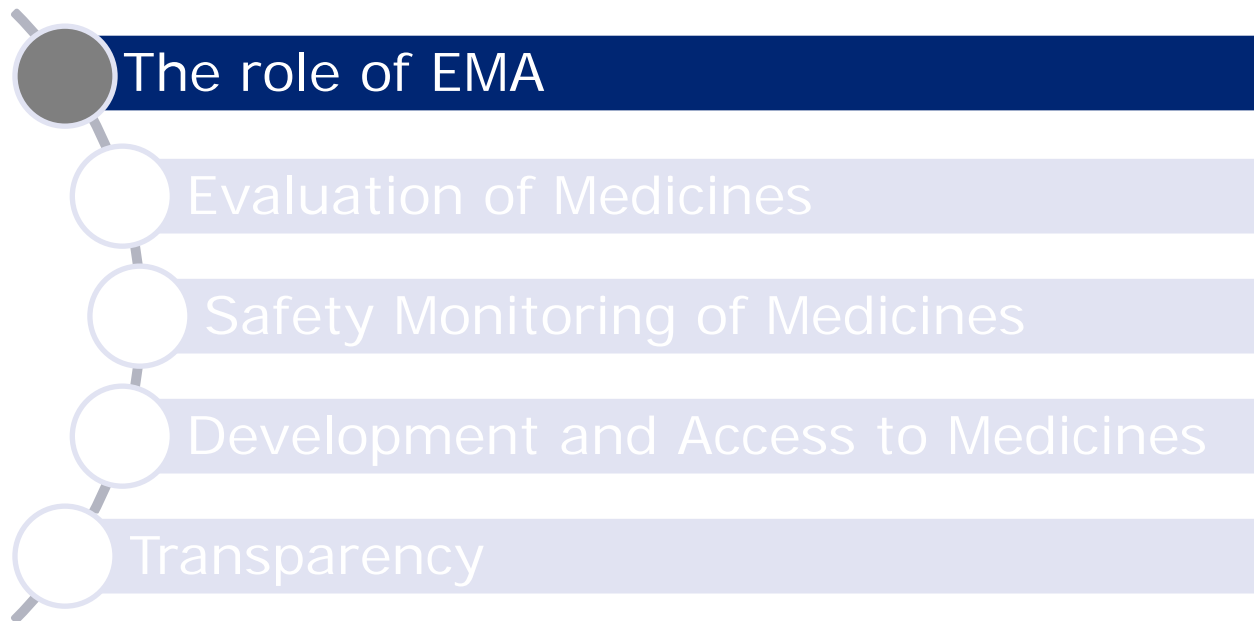 The role of EMA
Evaluation of Medicines
Safety Monitoring of Medicines
Development and Access to Medicines
Transparency